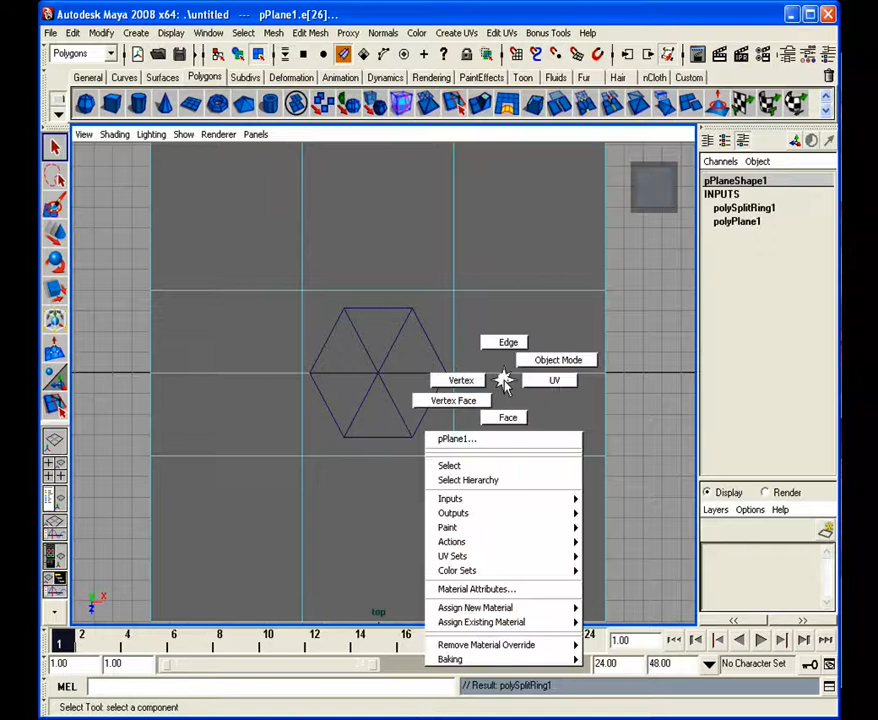 Autodesk Maya 2008 x64: .\untitled --- pPlane1.e[26]...
File Edit Modify Create Display Window Select Mesh Edit Mesh Proxy Normals Color Create UVs Edit UVs Bonus Tools Help
Polygons
General Curves Surfaces Polygons Subdivs Deformation Animation Dynamics Rendering PaintEffects Toon Fluids Fur Hair nCloth Custom
View Shading Lighting Show Renderer Panels
Channels Object
pPlaneShape1
INPUTS
polySplitRing1
polyPlane1
Edge
Object Mode
Vertex
UV
Vertex Face
Face
pPlane1...
Select
Select Hierarchy
Inputs
Outputs
Paint
Actions
UV Sets
Color Sets
Material Attributes...
Assign New Material
Assign Existing Material
Remove Material Override
Baking
Display Render
Layers Options Help
top
x
z
1 2 4 6 8 10 12 14 16 24 1.00
1.00 1.00 24.00 48.00 No Character Set
MEL // Result: polySplitRing1
Select Tool: select a component